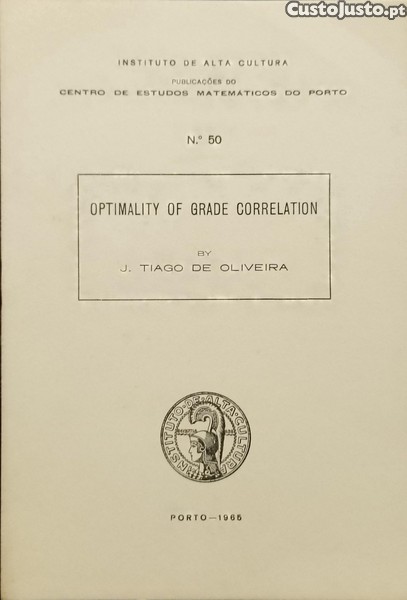 CustoJusto.pt
INSTITUTO DE ALTA CULTURA
PUBLICAÇÕES DO
CENTRO DE ESTUDOS MATEMÁTICOS DO PORTO
N.º 50
OPTIMALITY OF GRADE CORRELATION
BY
J. TIAGO DE OLIVEIRA
INSTITUTO·DE·ALTA·CULTURA
PORTO—1965